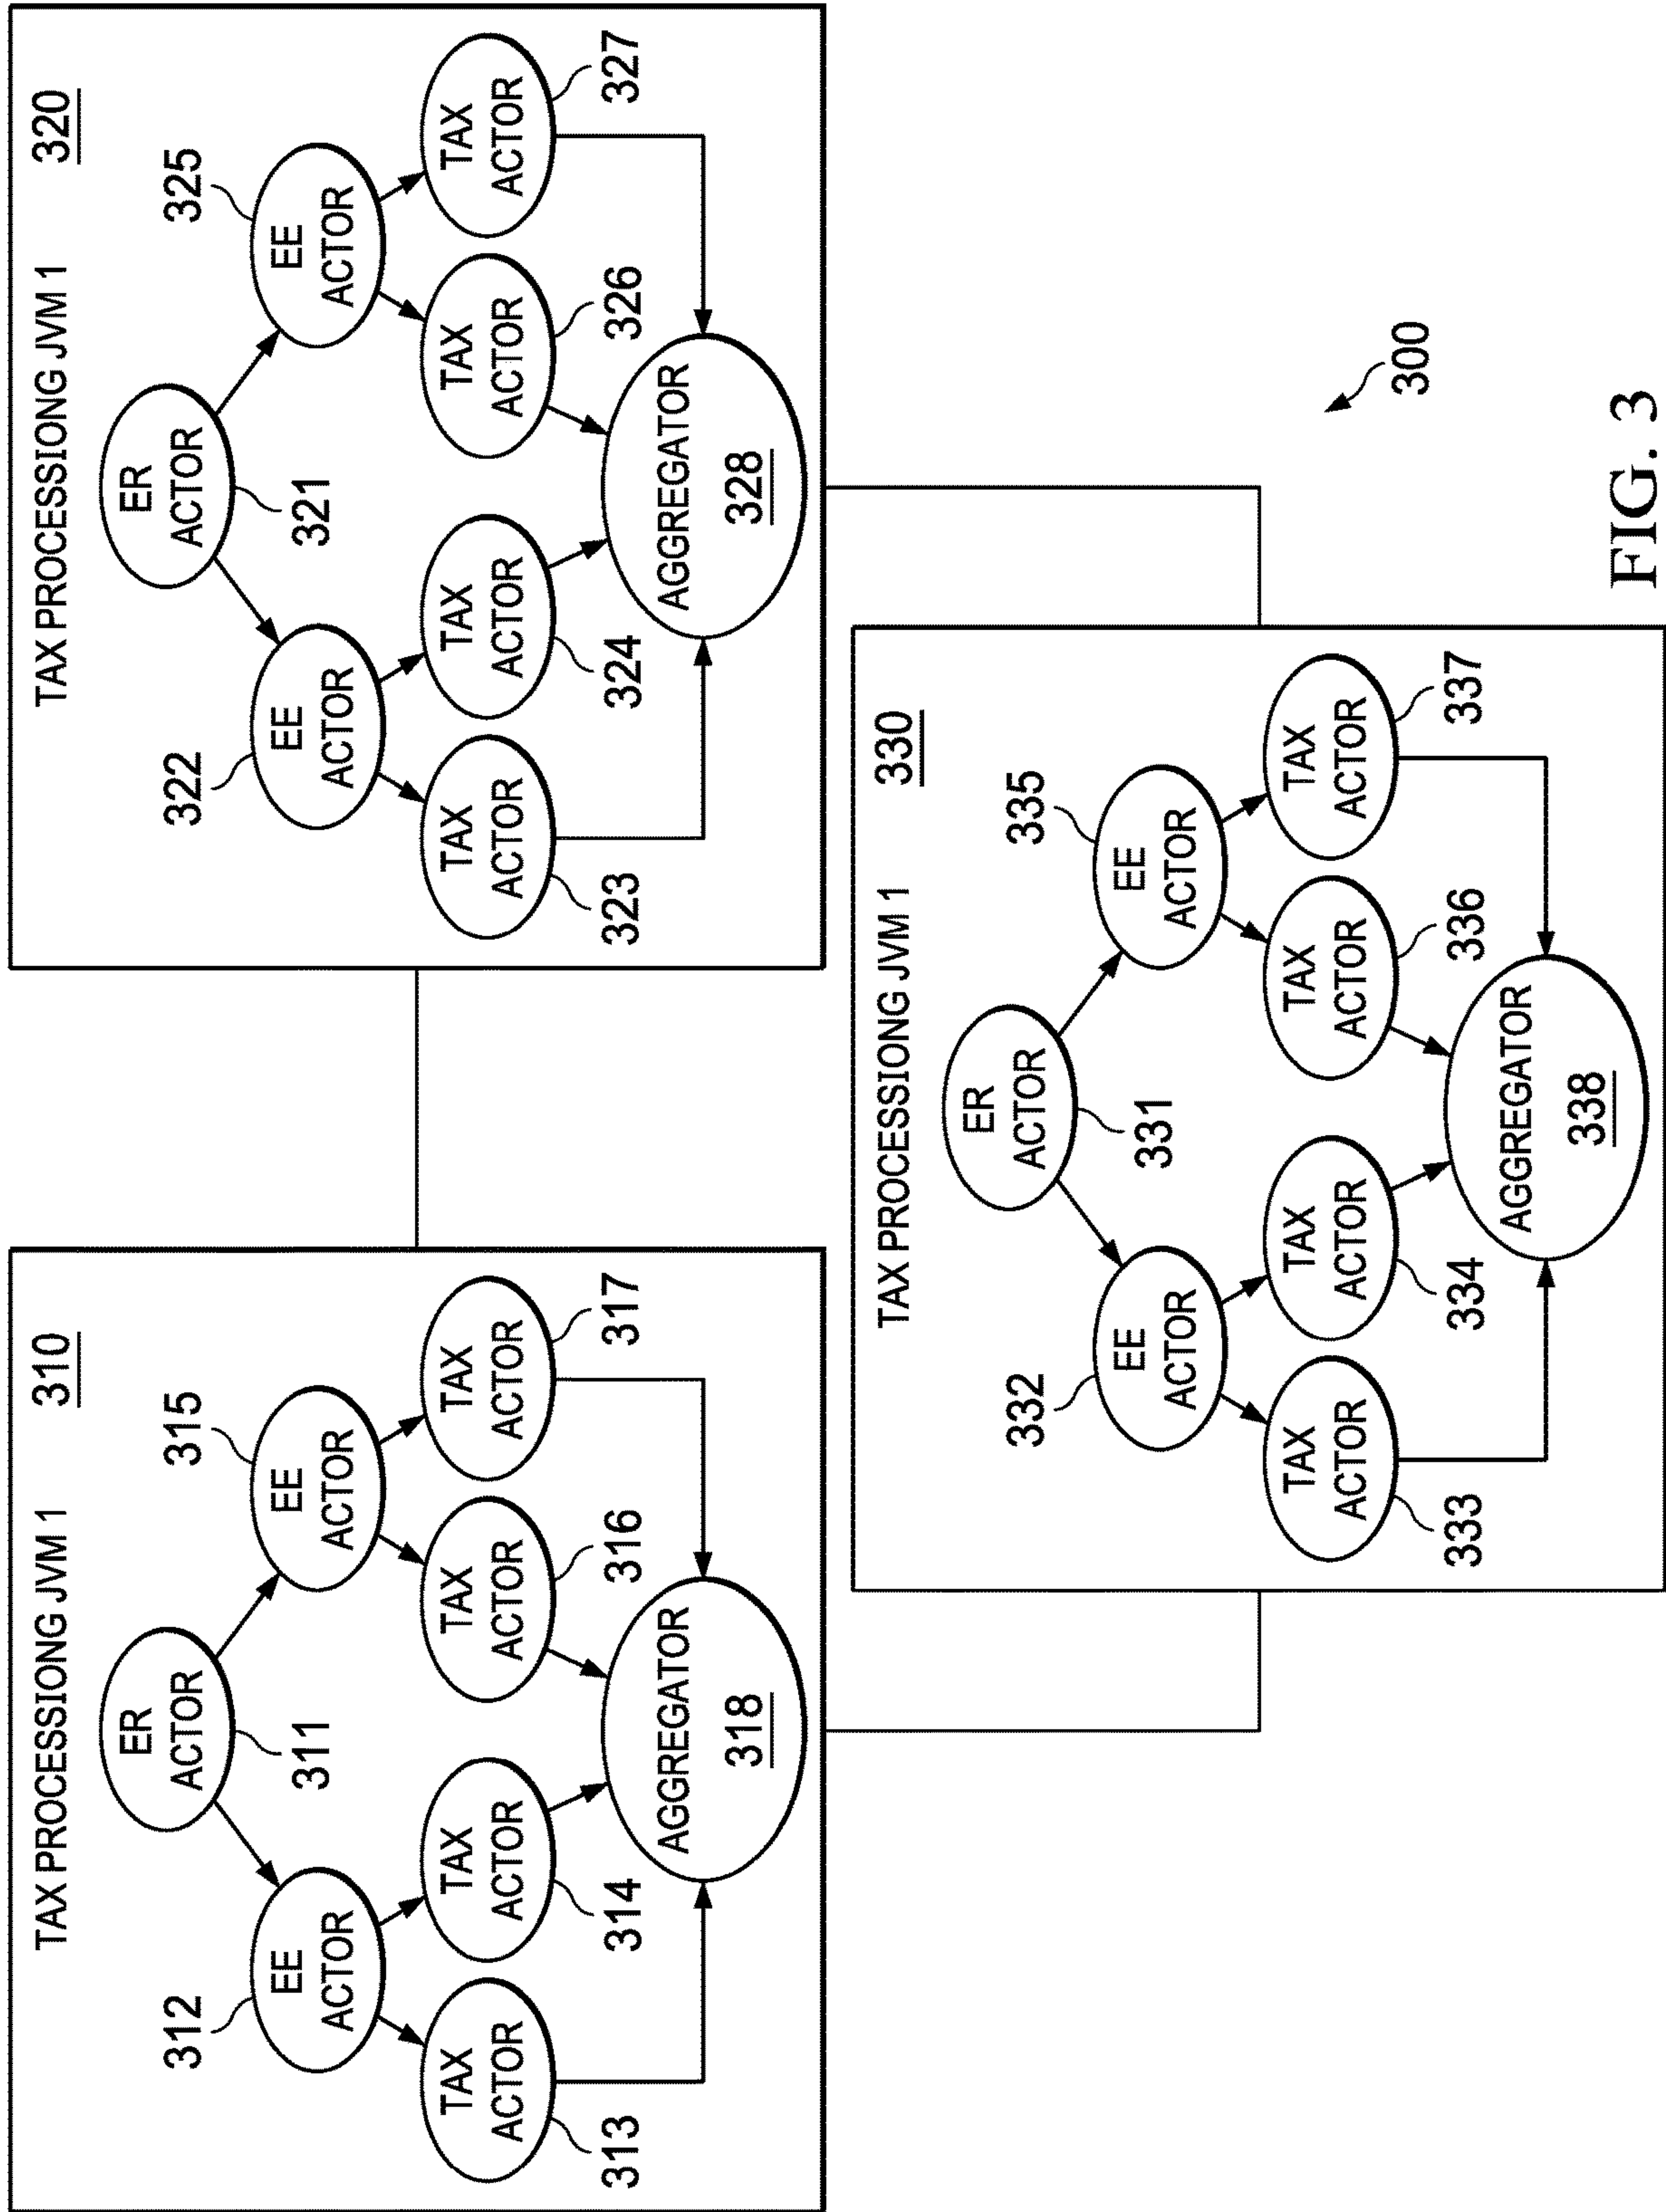 TAX PROCESSIONG JVM 1 310
ER
ACTOR
311
312
EE
ACTOR
315
EE
ACTOR
TAX
ACTOR
313
TAX
ACTOR
314
TAX
ACTOR
316
TAX
ACTOR
317
AGGREGATOR
318
TAX PROCESSIONG JVM 1 320
ER
ACTOR
321
322
EE
ACTOR
325
EE
ACTOR
TAX
ACTOR
323
TAX
ACTOR
324
TAX
ACTOR
326
TAX
ACTOR
327
AGGREGATOR
328
TAX PROCESSIONG JVM 1 330
ER
ACTOR
331
332
EE
ACTOR
335
EE
ACTOR
TAX
ACTOR
333
TAX
ACTOR
334
TAX
ACTOR
336
TAX
ACTOR
337
AGGREGATOR
338
300
FIG. 3